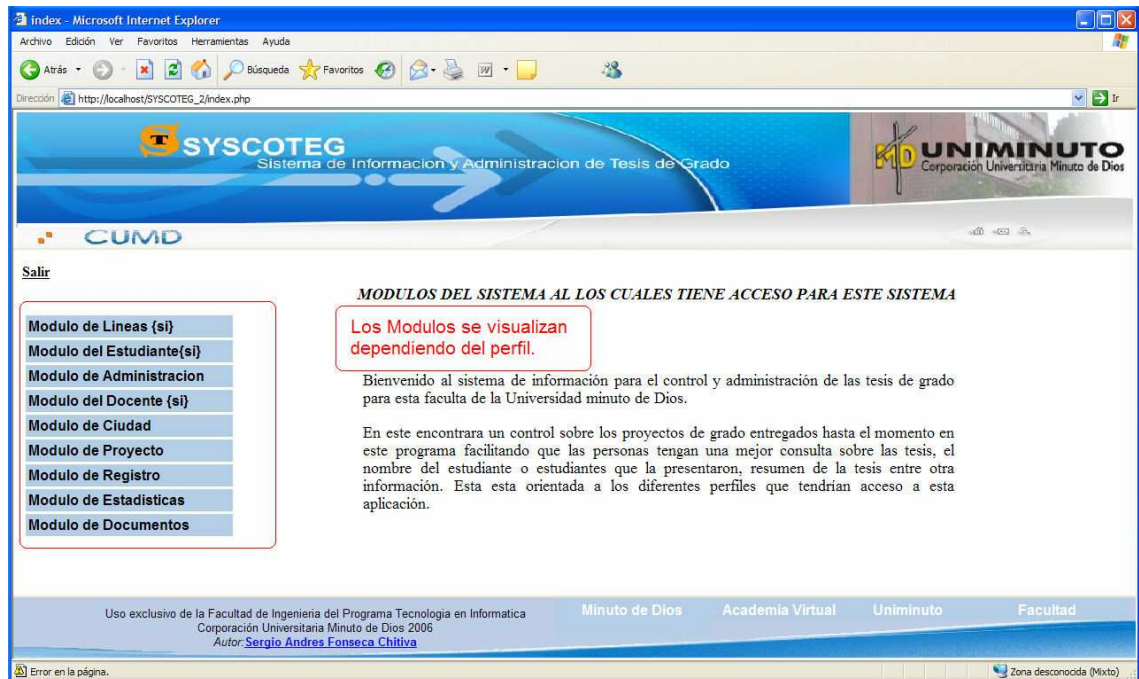 index - Microsoft Internet Explorer
Archivo Edición Ver Favoritos Herramientas Ayuda
Atrás Búsqueda Favoritos
Dirección http://localhost/SYSCOTEG_2/index.php Ir
T
SYSCOTEG
Sistema de Informacion y Administracion de Tesis de Grado
MD UNIMINUTO
Corporación Universitaria Minuto de Dios
CUMD
Salir
MODULOS DEL SISTEMA AL LOS CUALES TIENE ACCESO PARA ESTE SISTEMA
Modulo de Lineas {si}
Modulo del Estudiante{si}
Modulo de Administracion
Modulo del Docente {si}
Modulo de Ciudad
Modulo de Proyecto
Modulo de Registro
Modulo de Estadisticas
Modulo de Documentos
Los Modulos se visualizan
dependiendo del perfil.
Bienvenido al sistema de información para el control y administración de las tesis de grado
para esta faculta de la Universidad minuto de Dios.
En este encontrara un control sobre los proyectos de grado entregados hasta el momento en
este programa facilitando que las personas tengan una mejor consulta sobre las tesis, el
nombre del estudiante o estudiantes que la presentaron, resumen de la tesis entre otra
información. Esta esta orientada a los diferentes perfiles que tendrían acceso a esta
aplicación.
Uso exclusivo de la Facultad de Ingenieria del Programa Tecnologia en Informatica
Corporación Universitaria Minuto de Dios 2006
Autor: Sergio Andres Fonseca Chitiva
Minuto de Dios Academia Virtual Uniminuto Facultad
Error en la página. Zona desconocida (Mixto)